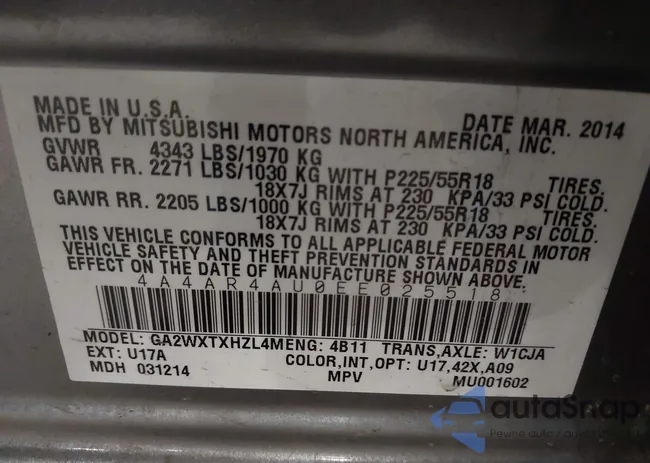 MADE IN U.S.A. DATE MAR. 2014
MFD BY MITSUBISHI MOTORS NORTH AMERICA, INC.
GVWR 4343 LBS/1970 KG
GAWR FR. 2271 LBS/1030 KG WITH P225/55R18 TIRES.
18X7J RIMS AT 230 KPA/33 PSI COLD.
GAWR RR. 2205 LBS/1000 KG WITH P225/55R18 TIRES.
18X7J RIMS AT 230 KPA/33 PSI COLD.
THIS VEHICLE CONFORMS TO ALL APPLICABLE FEDERAL MOTOR
VEHICLE SAFETY AND THEFT PREVENTION STANDARDS IN
EFFECT ON THE DATE OF MANUFACTURE SHOWN ABOVE.
4A4AR4AU0EE025518
MODEL: GA2WXTXHZL4MENG: 4B11 TRANS,AXLE: W1CJA
EXT: U17A COLOR,INT,OPT: U17,42X,A09
MDH 031214 MPV MU001602
autaSnap
Pewne auto z aukcji